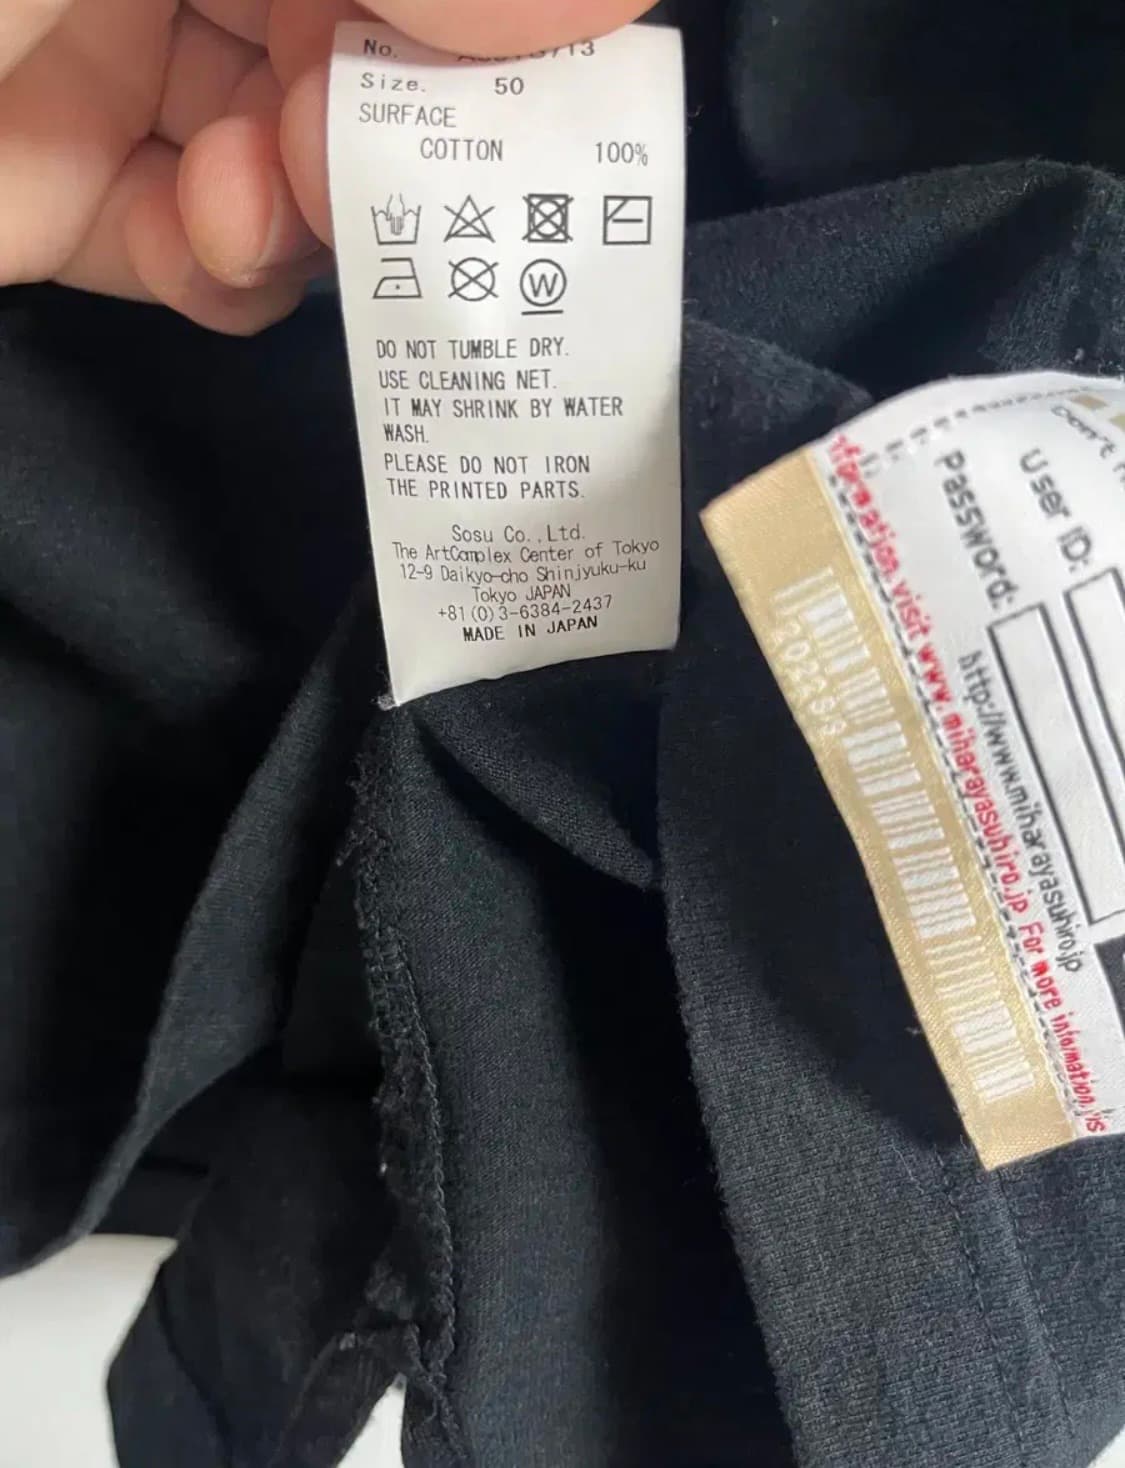 No.
Size. 50
SURFACE
COTTON 100%
W
DO NOT TUMBLE DRY.
USE CLEANING NET.
IT MAY SHRINK BY WATER
WASH.
PLEASE DO NOT IRON
THE PRINTED PARTS.
Sosu Co.,Ltd.
The ArtComplex Center of Tokyo
12-9 Daikyo-cho Shinjyuku-ku
Tokyo JAPAN
+81(0)3-6384-2437
MADE IN JAPAN
Don't
User ID:
Password:
http://www.miharayasuhiro.jp
information, visit www.miharayasuhiro.jp For more information, vis